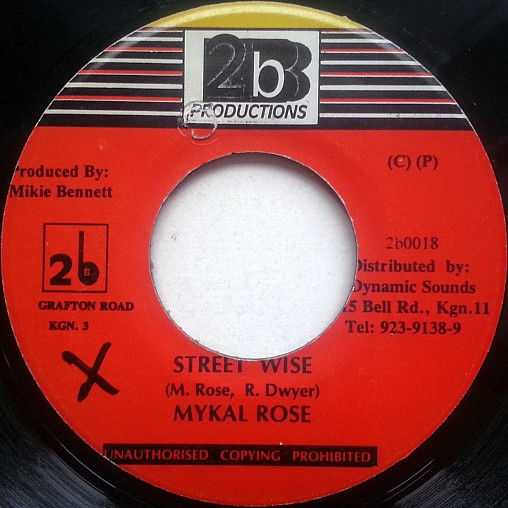 2b
PRODUCTIONS
Produced By:
Mikie Bennett
(C) (P)
2b
GRAFTON ROAD
KGN. 3
2b0018
Distributed by:
Dynamic Sounds
15 Bell Rd., Kgn.11
Tel: 923-9138-9
X
STREET WISE
(M. Rose, R. Dwyer)
MYKAL ROSE
UNAUTHORISED COPYING PROHIBITED